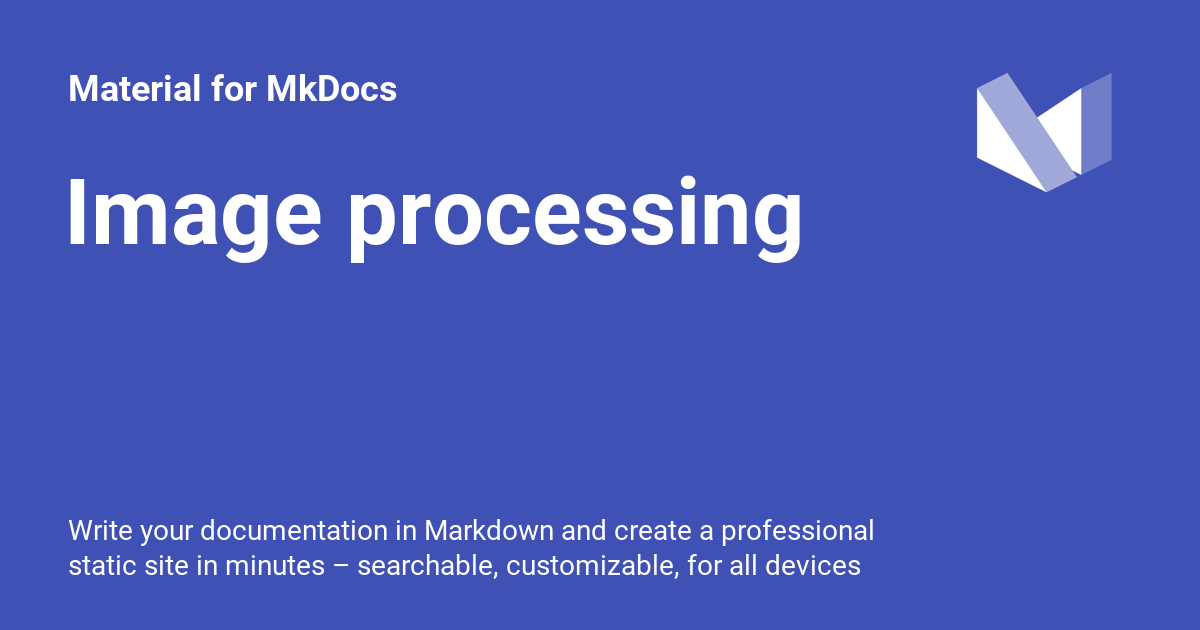 Material for MkDocs
Image processing
Write your documentation in Markdown and create a professional
static site in minutes – searchable, customizable, for all devices